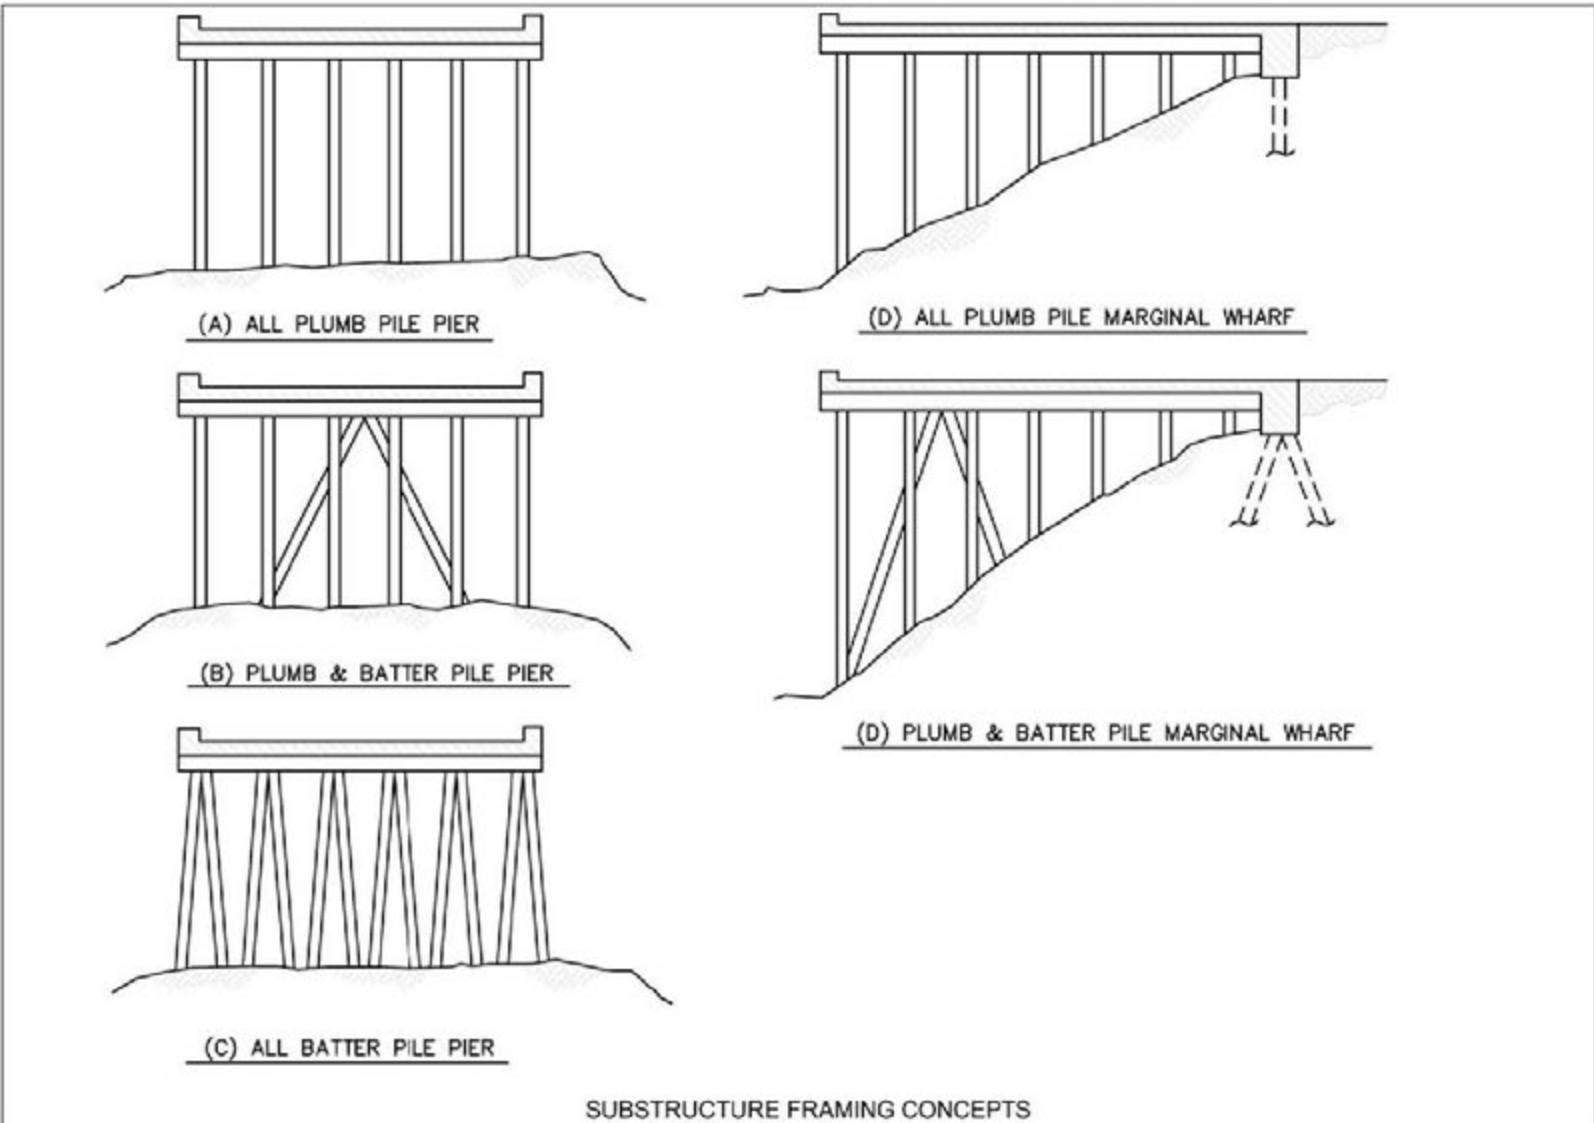 (A) ALL PLUMB PILE PIER
(D) ALL PLUMB PILE MARGINAL WHARF
(B) PLUMB & BATTER PILE PIER
(D) PLUMB & BATTER PILE MARGINAL WHARF
(C) ALL BATTER PILE PIER
SUBSTRUCTURE FRAMING CONCEPTS